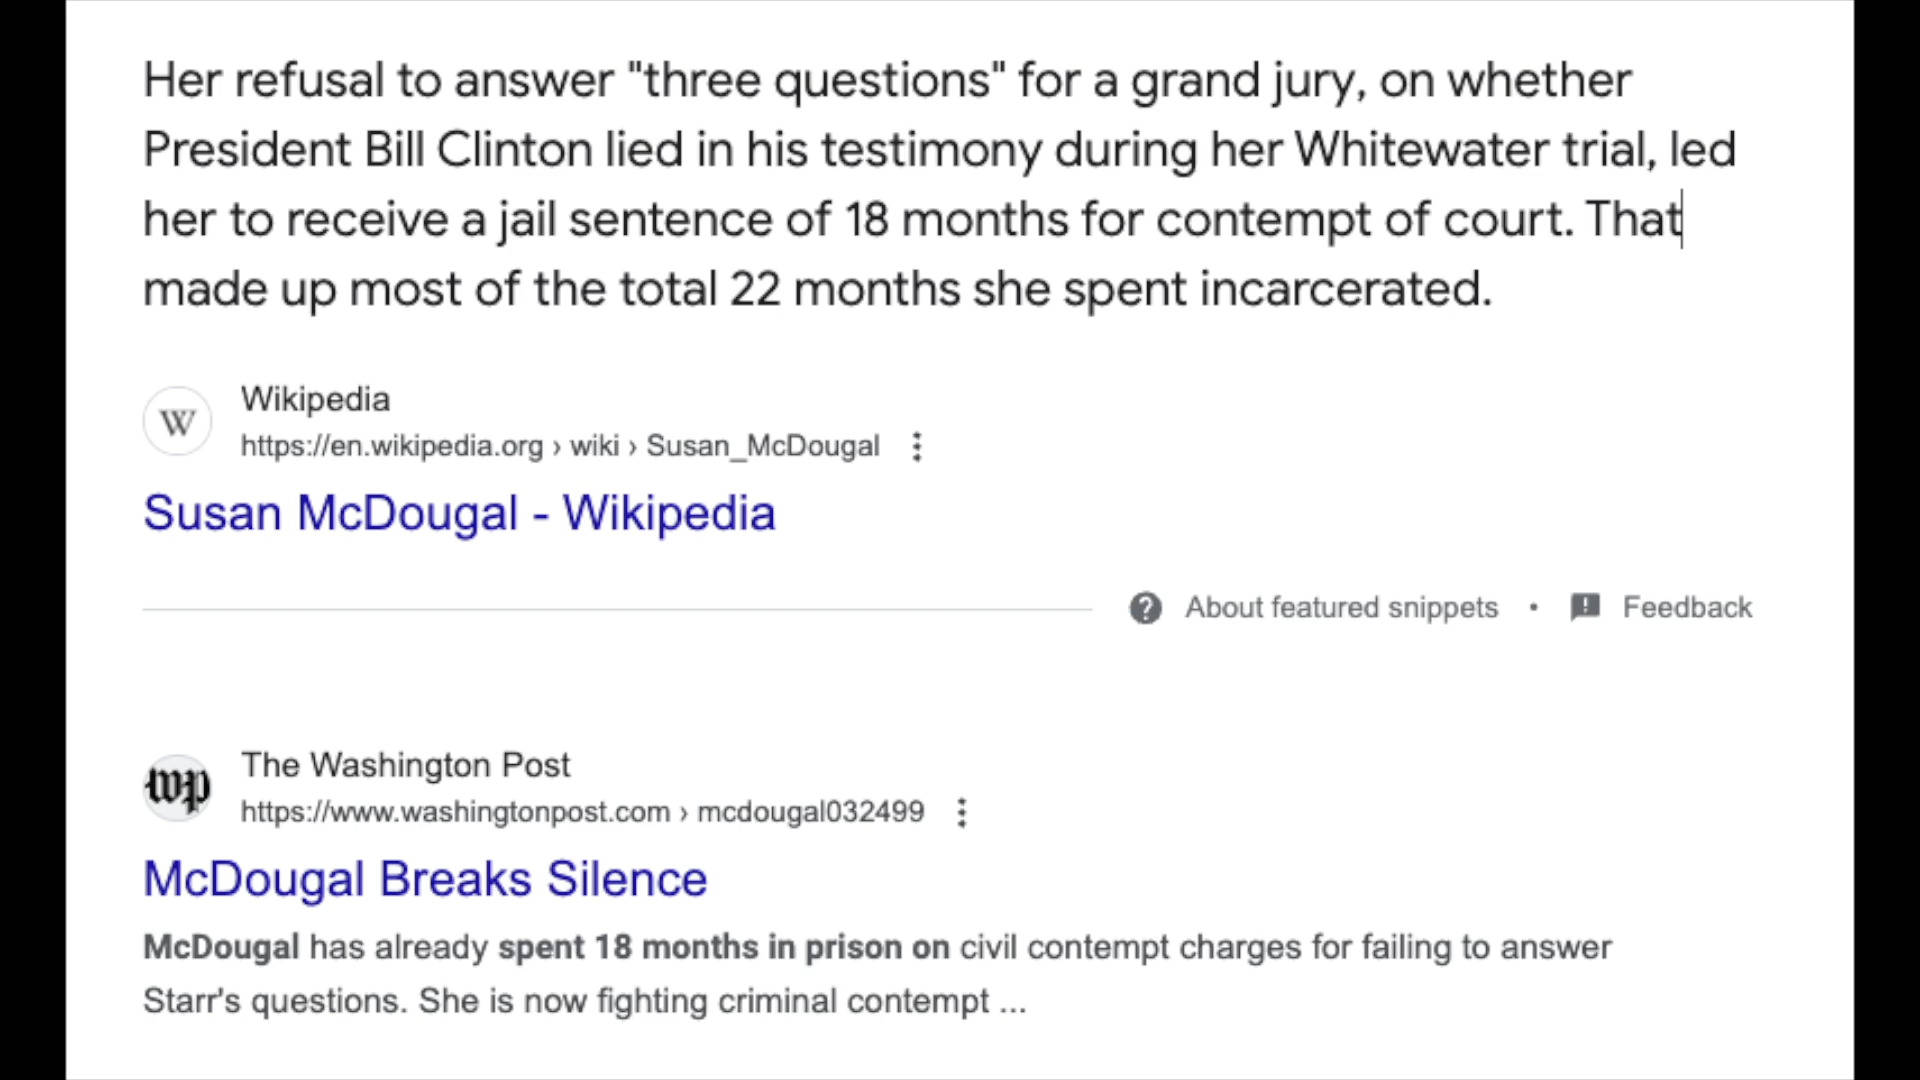 Her refusal to answer "three questions" for a grand jury, on whether
President Bill Clinton lied in his testimony during her Whitewater trial, led
her to receive a jail sentence of 18 months for contempt of court. That
made up most of the total 22 months she spent incarcerated.
W
Wikipedia
https://en.wikipedia.org › wiki › Susan_McDougal
Susan McDougal - Wikipedia
About featured snippets • Feedback
wp
The Washington Post
https://www.washingtonpost.com › mcdougal032499
McDougal Breaks Silence
McDougal has already spent 18 months in prison on civil contempt charges for failing to answer
Starr's questions. She is now fighting criminal contempt ...